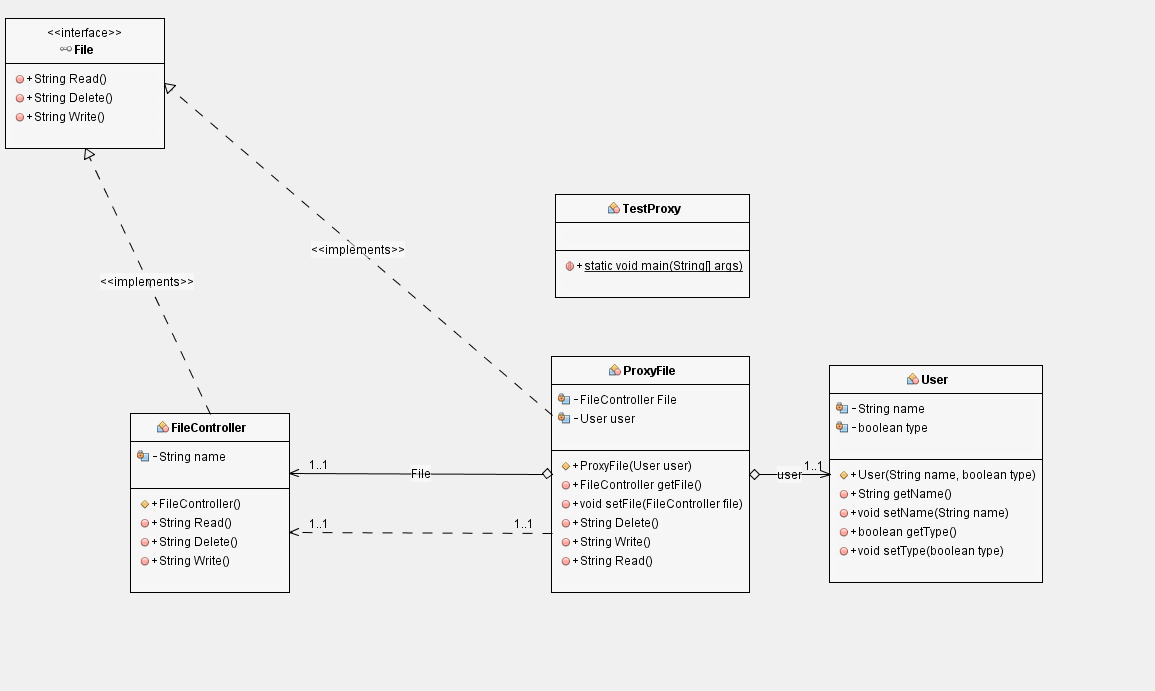 <<interface>>
File
+String Read()
+String Delete()
+String Write()
<<implements>>
<<implements>>
TestProxy
+static void main(String[] args)
FileController
-String name
+FileController()
+String Read()
+String Delete()
+String Write()
1..1
File
1..1
1..1
ProxyFile
-FileController File
-User user
+ProxyFile(User user)
+FileController getFile()
+void setFile(FileController file)
+String Delete()
+String Write()
+String Read()
user
1..1
User
-String name
-boolean type
+User(String name, boolean type)
+String getName()
+void setName(String name)
+boolean getType()
+void setType(boolean type)